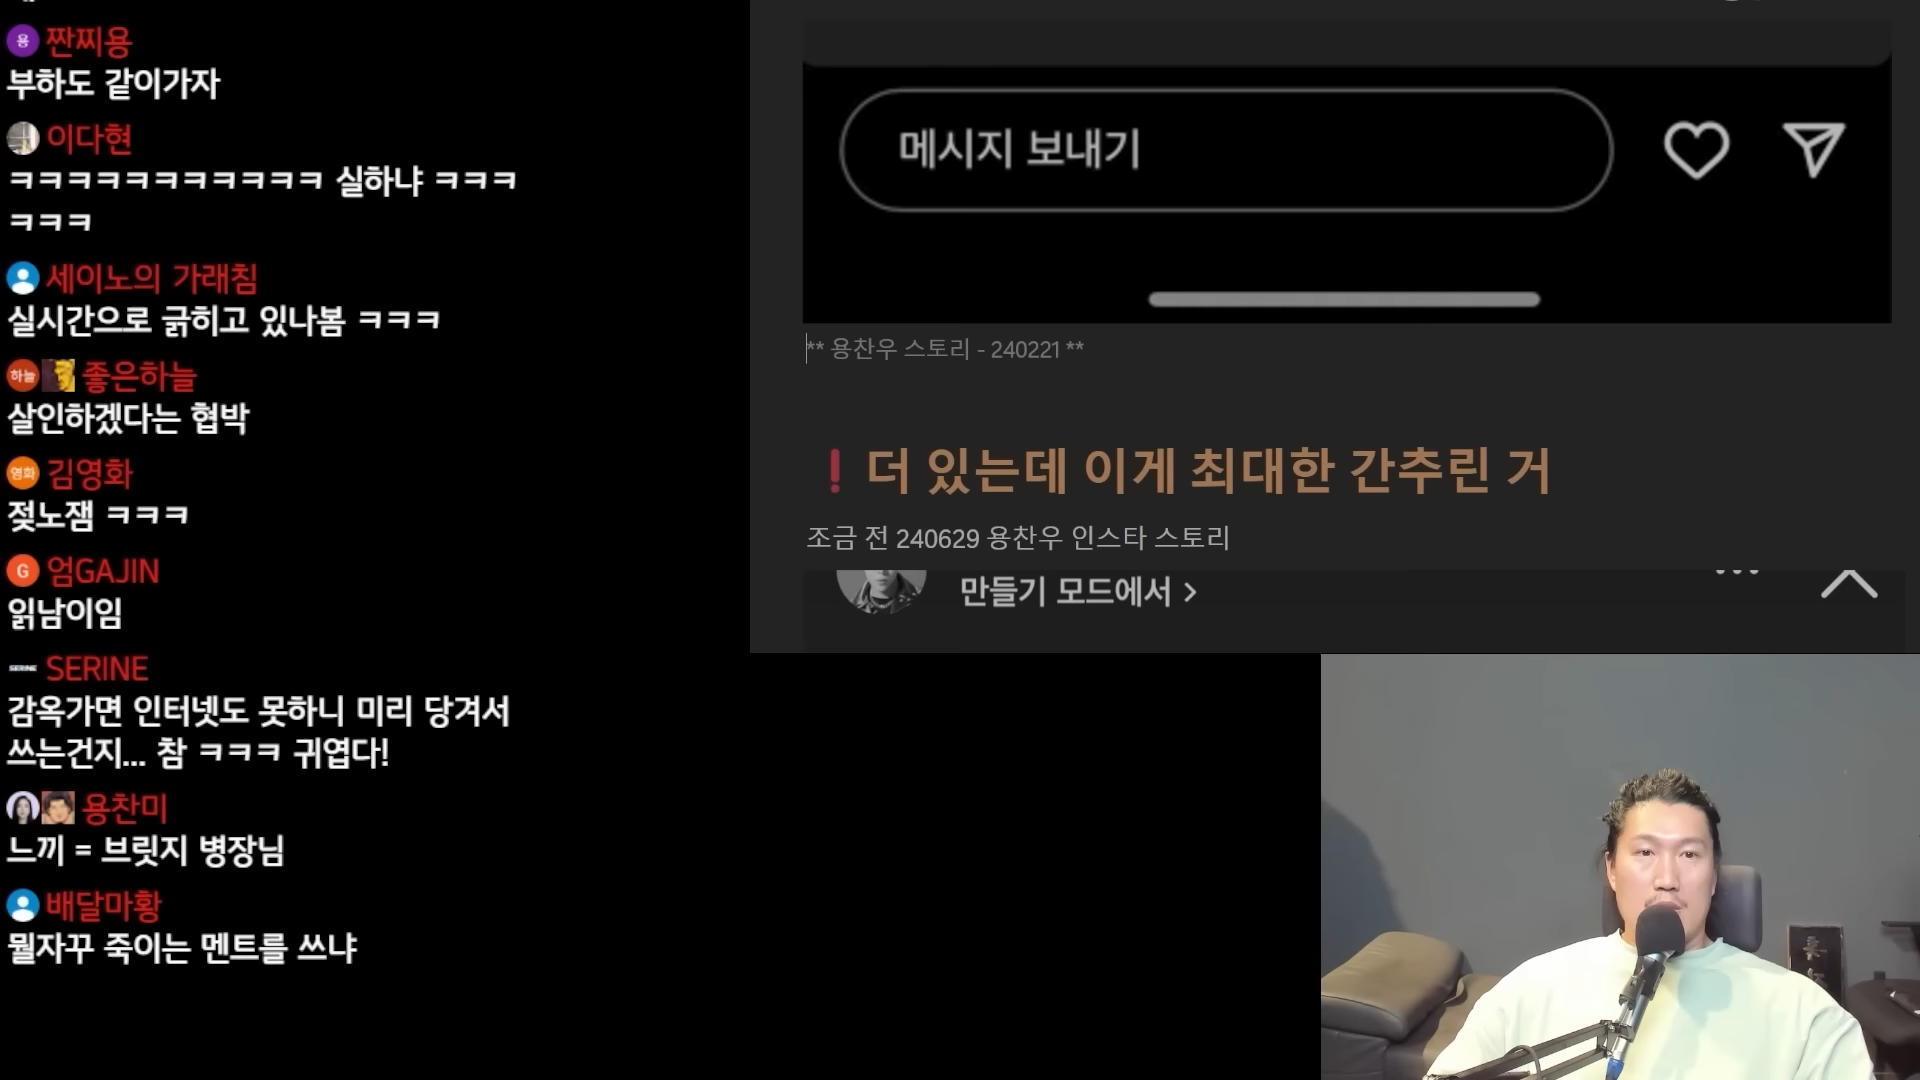 용 짠찌용
부하도 같이가자
이다현
ㅋㅋㅋㅋㅋㅋㅋㅋㅋㅋㅋ 실하냐 ㅋㅋㅋ
ㅋㅋㅋ
세이노의 가래침
실시간으로 긁히고 있나봄 ㅋㅋㅋ
하늘 좋은하늘
살인하겠다는 협박
영화 김영화
젖노잼 ㅋㅋㅋ
G 엄GAJIN
읽남이임
SERINE SERINE
감옥가면 인터넷도 못하니 미리 당겨서
쓰는건지... 참 ㅋㅋㅋ 귀엽다!
용찬미
느끼 = 브릿지 병장님
배달마황
뭘자꾸 죽이는 멘트를 쓰냐
메시지 보내기
** 용찬우 스토리 - 240221 **
❗ 더 있는데 이게 최대한 간추린 거
조금 전 240629 용찬우 인스타 스토리
만들기 모드에서 >